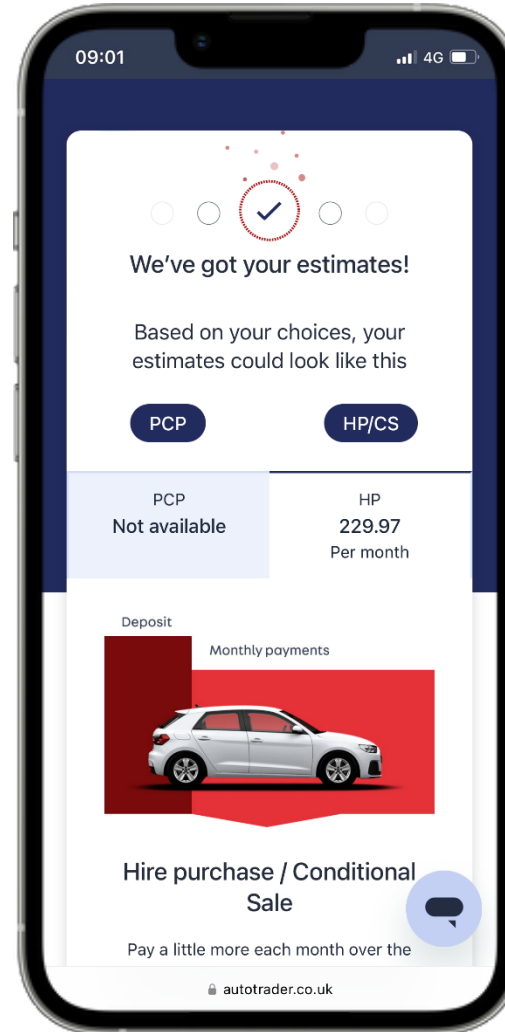 09:01
4G
We've got your estimates!
Based on your choices, your
estimates could look like this
PCP
HP/CS
PCP
Not available
HP
229.97
Per month
Deposit
Monthly payments
Hire purchase / Conditional
Sale
Pay a little more each month over the
autotrader.co.uk